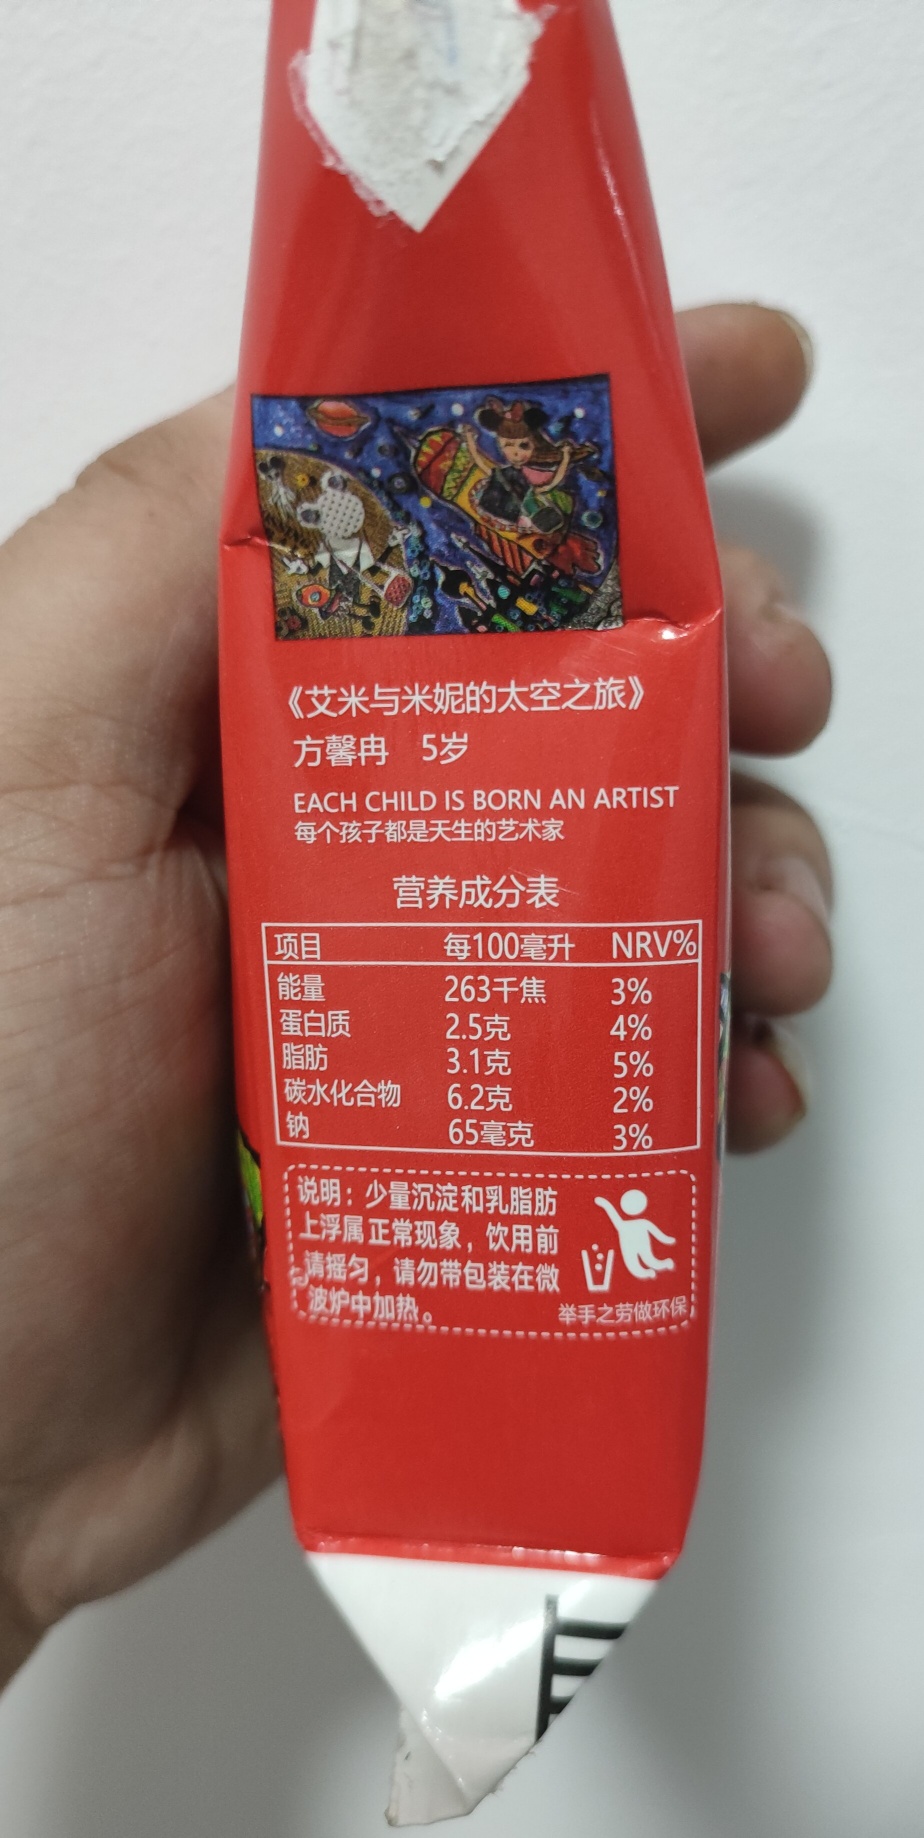 《艾米与米妮的太空之旅》
方馨冉 5岁
EACH CHILD IS BORN AN ARTIST
每个孩子都是天生的艺术家
营养成分表
项目 每100毫升 NRV%
能量 263千焦 3%
蛋白质 2.5克 4%
脂肪 3.1克 5%
碳水化合物 6.2克 2%
钠 65毫克 3%
说明：少量沉淀和乳脂肪
上浮属正常现象，饮用前
请摇匀，请勿带包装在微
波炉中加热。
举手之劳做环保